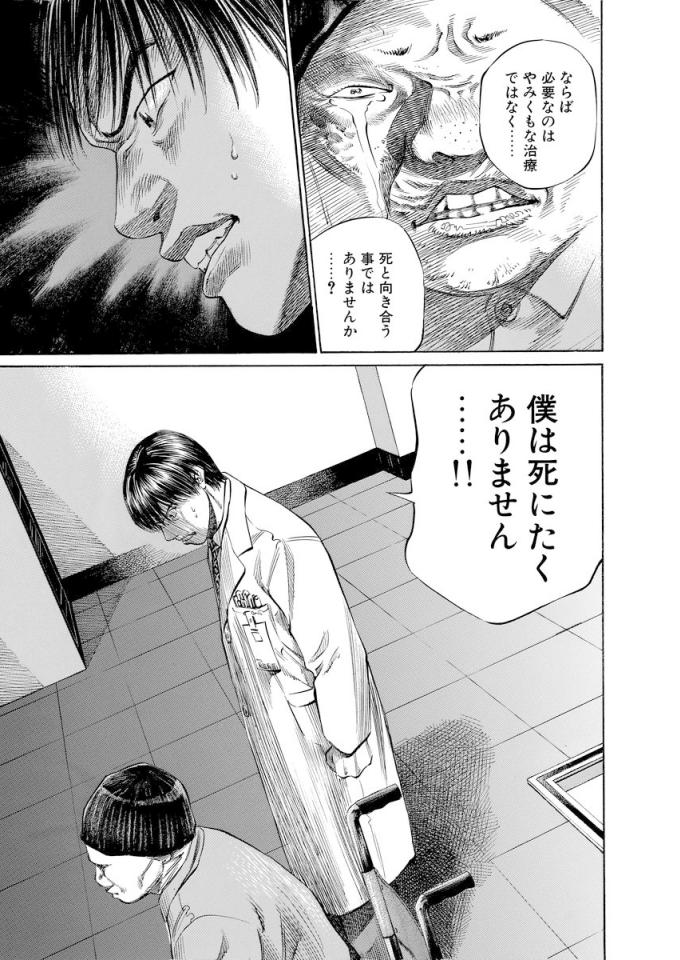 ならば
必要なのは
やみくもな治療
ではなく……
死と向き合う
事では
ありませんか
……?
僕は死にたく
ありません
……!!